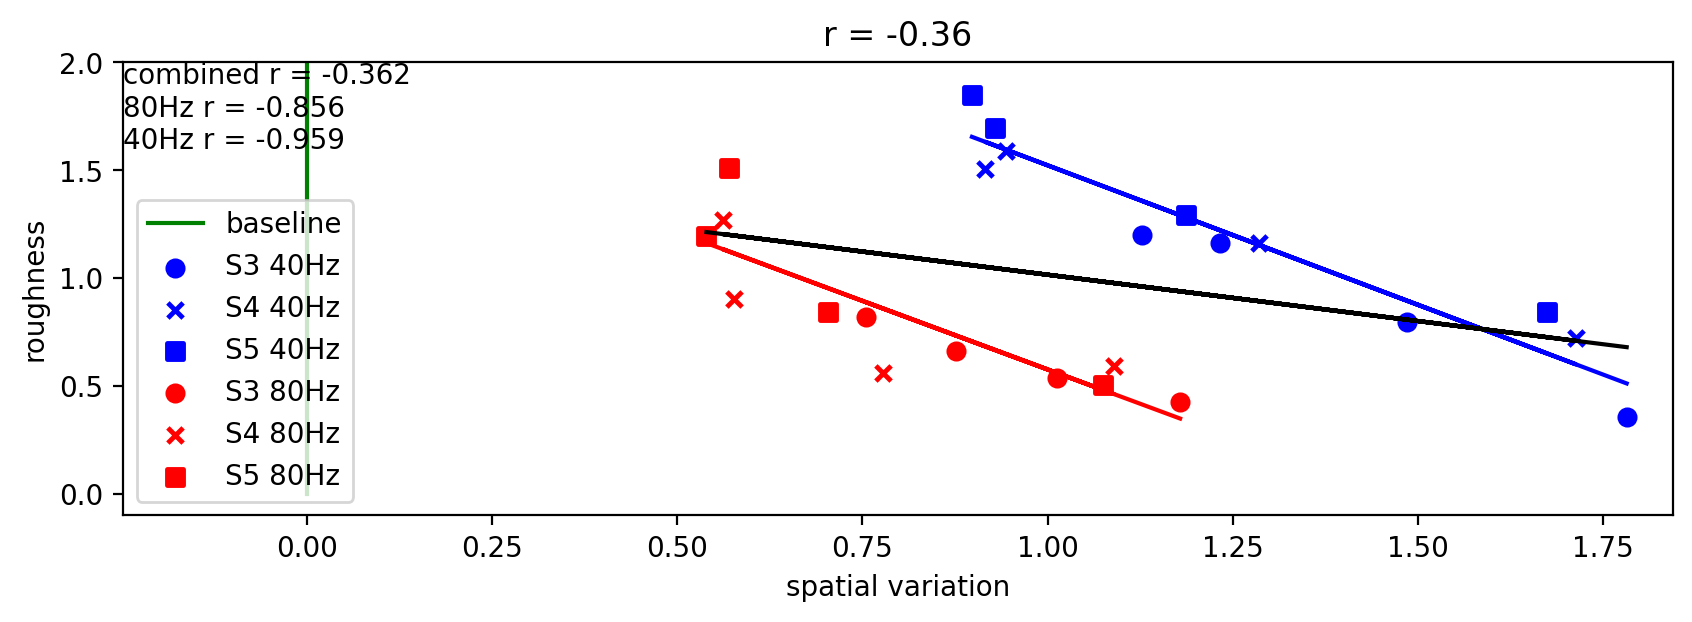 r = -0.36
combined r = -0.362
80Hz r = -0.856
40Hz r = -0.959
2.0
1.5
1.0
0.5
0.0
roughness
baseline
S3 40Hz
S4 40Hz
S5 40Hz
S3 80Hz
S4 80Hz
S5 80Hz
0.00 0.25 0.50 0.75 1.00 1.25 1.50 1.75
spatial variation